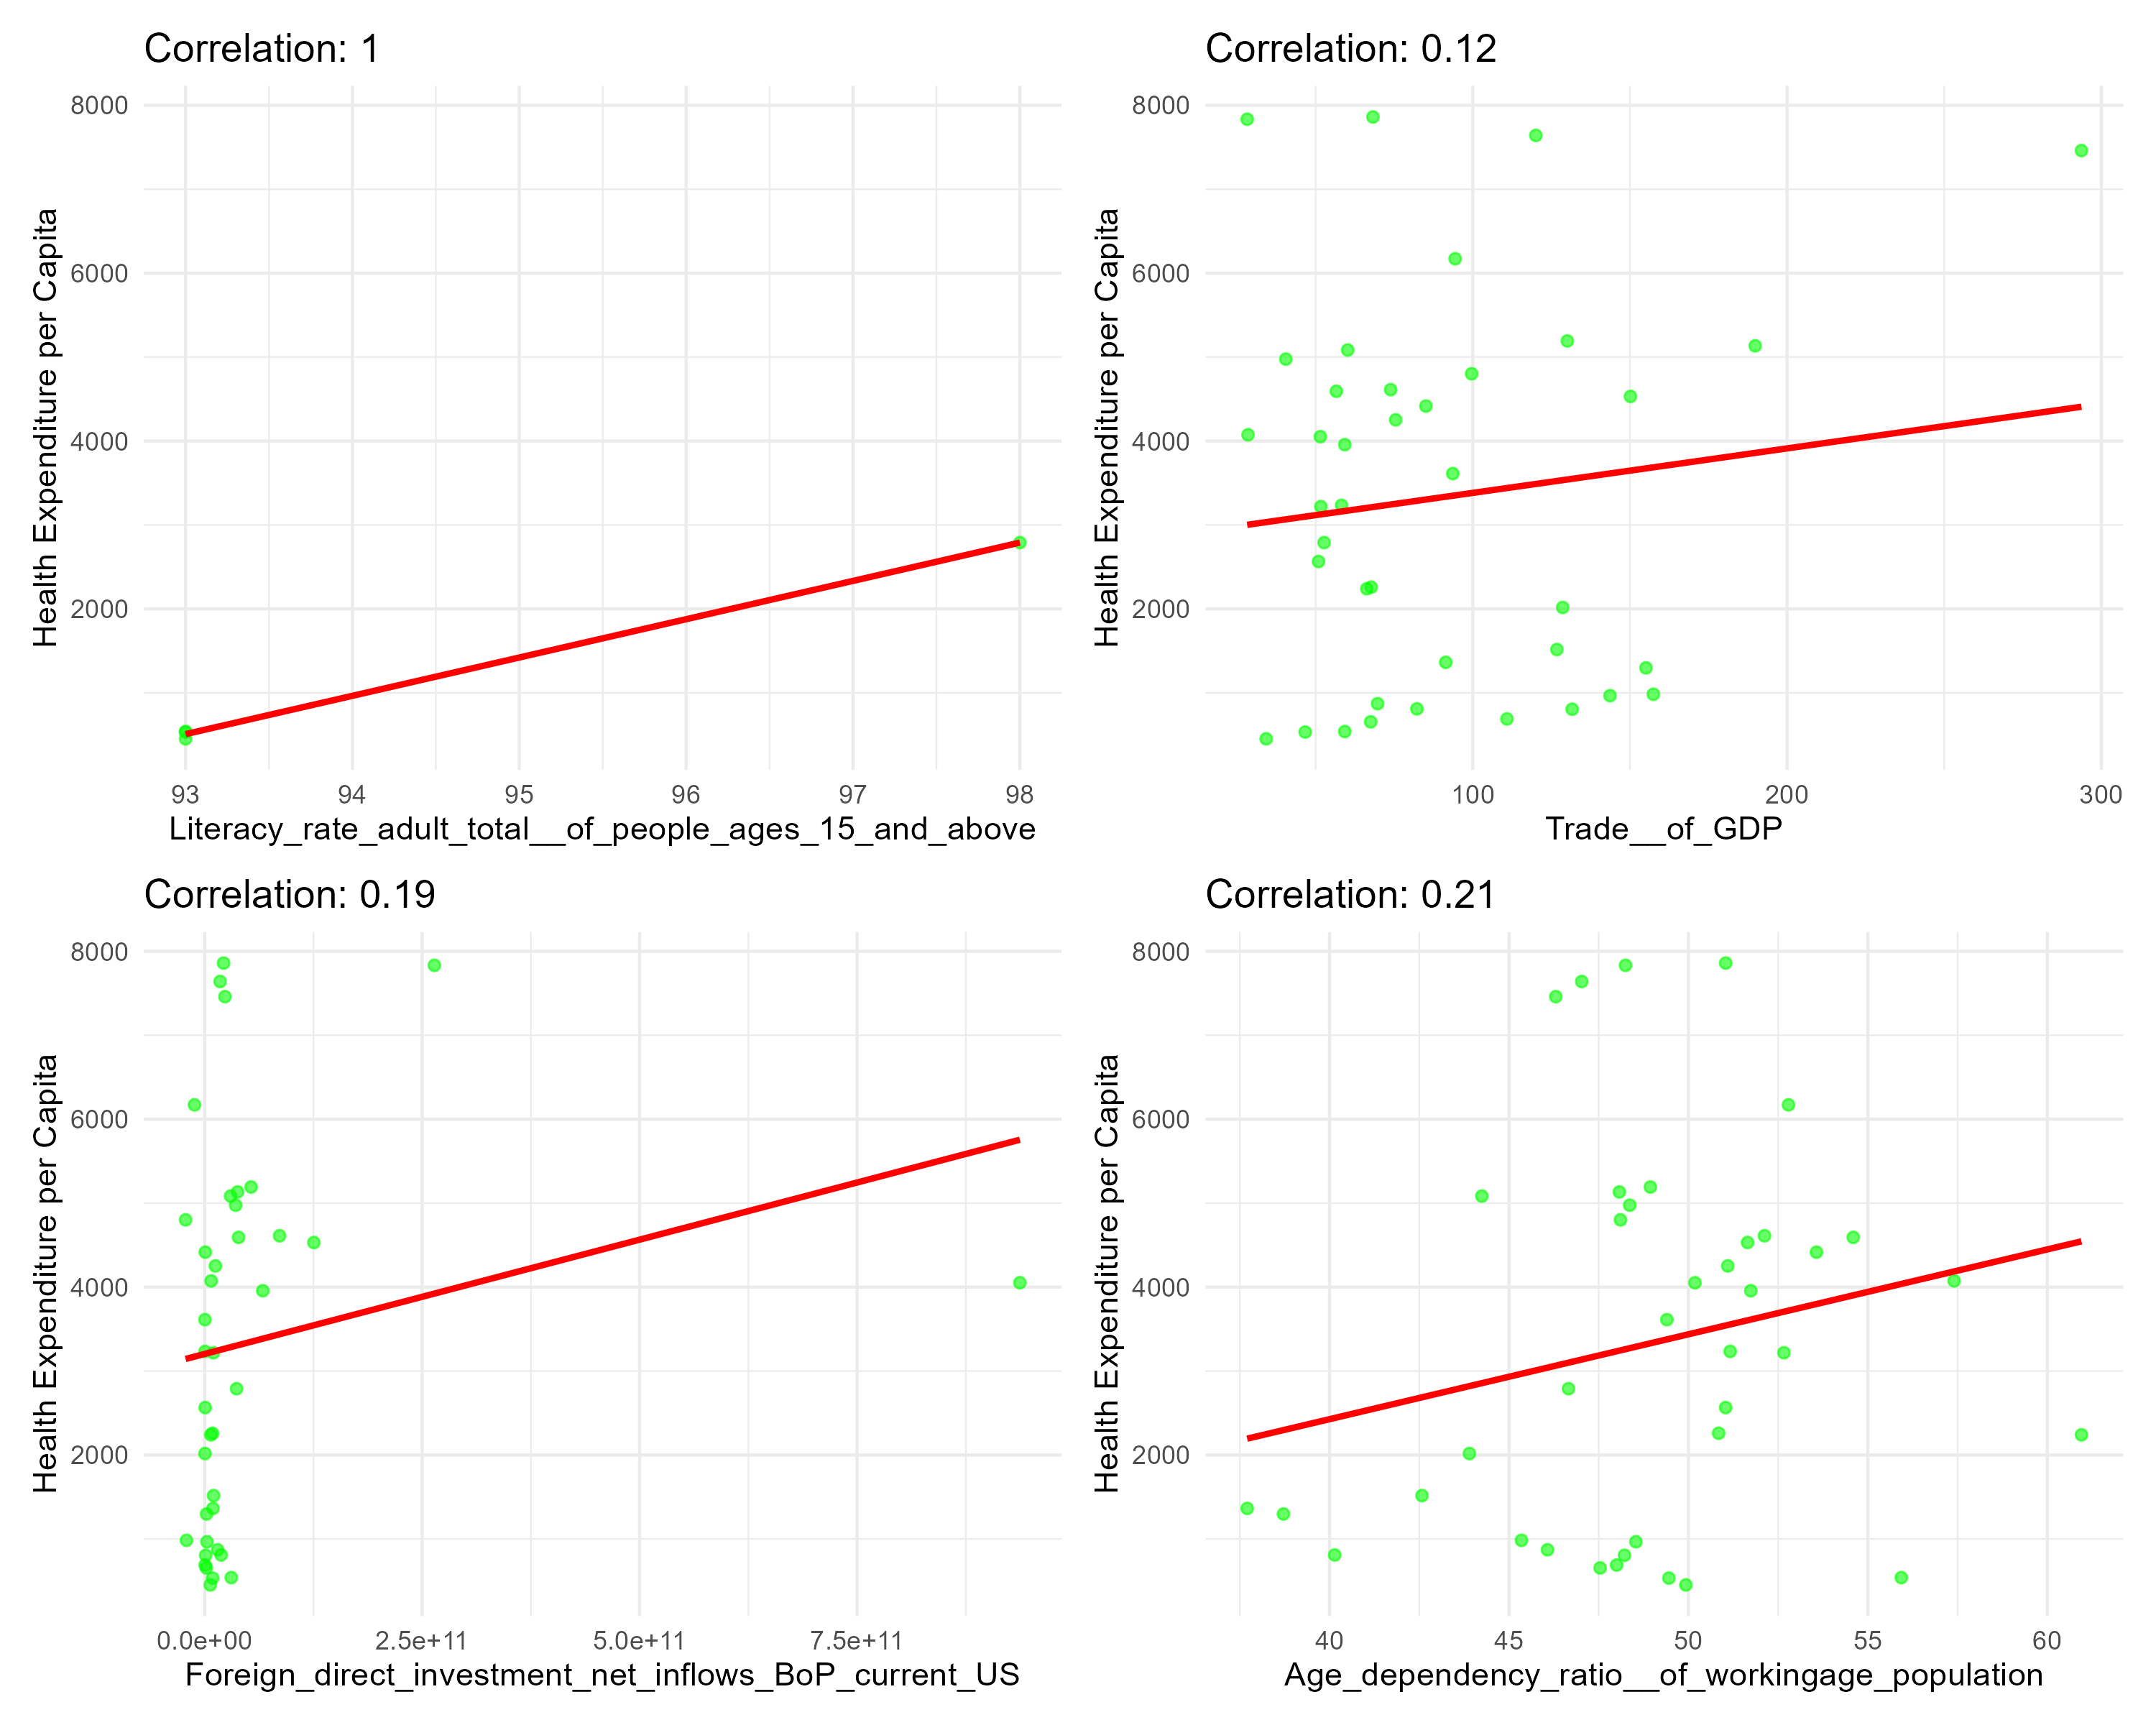 Correlation: 1
Health Expenditure per Capita
8000
6000
4000
2000
93 94 95 96 97 98
Literacy_rate_adult_total__of_people_ages_15_and_above
Correlation: 0.12
Health Expenditure per Capita
8000
6000
4000
2000
100 200 300
Trade__of_GDP
Correlation: 0.19
Health Expenditure per Capita
8000
6000
4000
2000
0.0e+00 2.5e+11 5.0e+11 7.5e+11
Foreign_direct_investment_net_inflows_BoP_current_US
Correlation: 0.21
Health Expenditure per Capita
8000
6000
4000
2000
40 45 50 55 60
Age_dependency_ratio__of_workingage_population